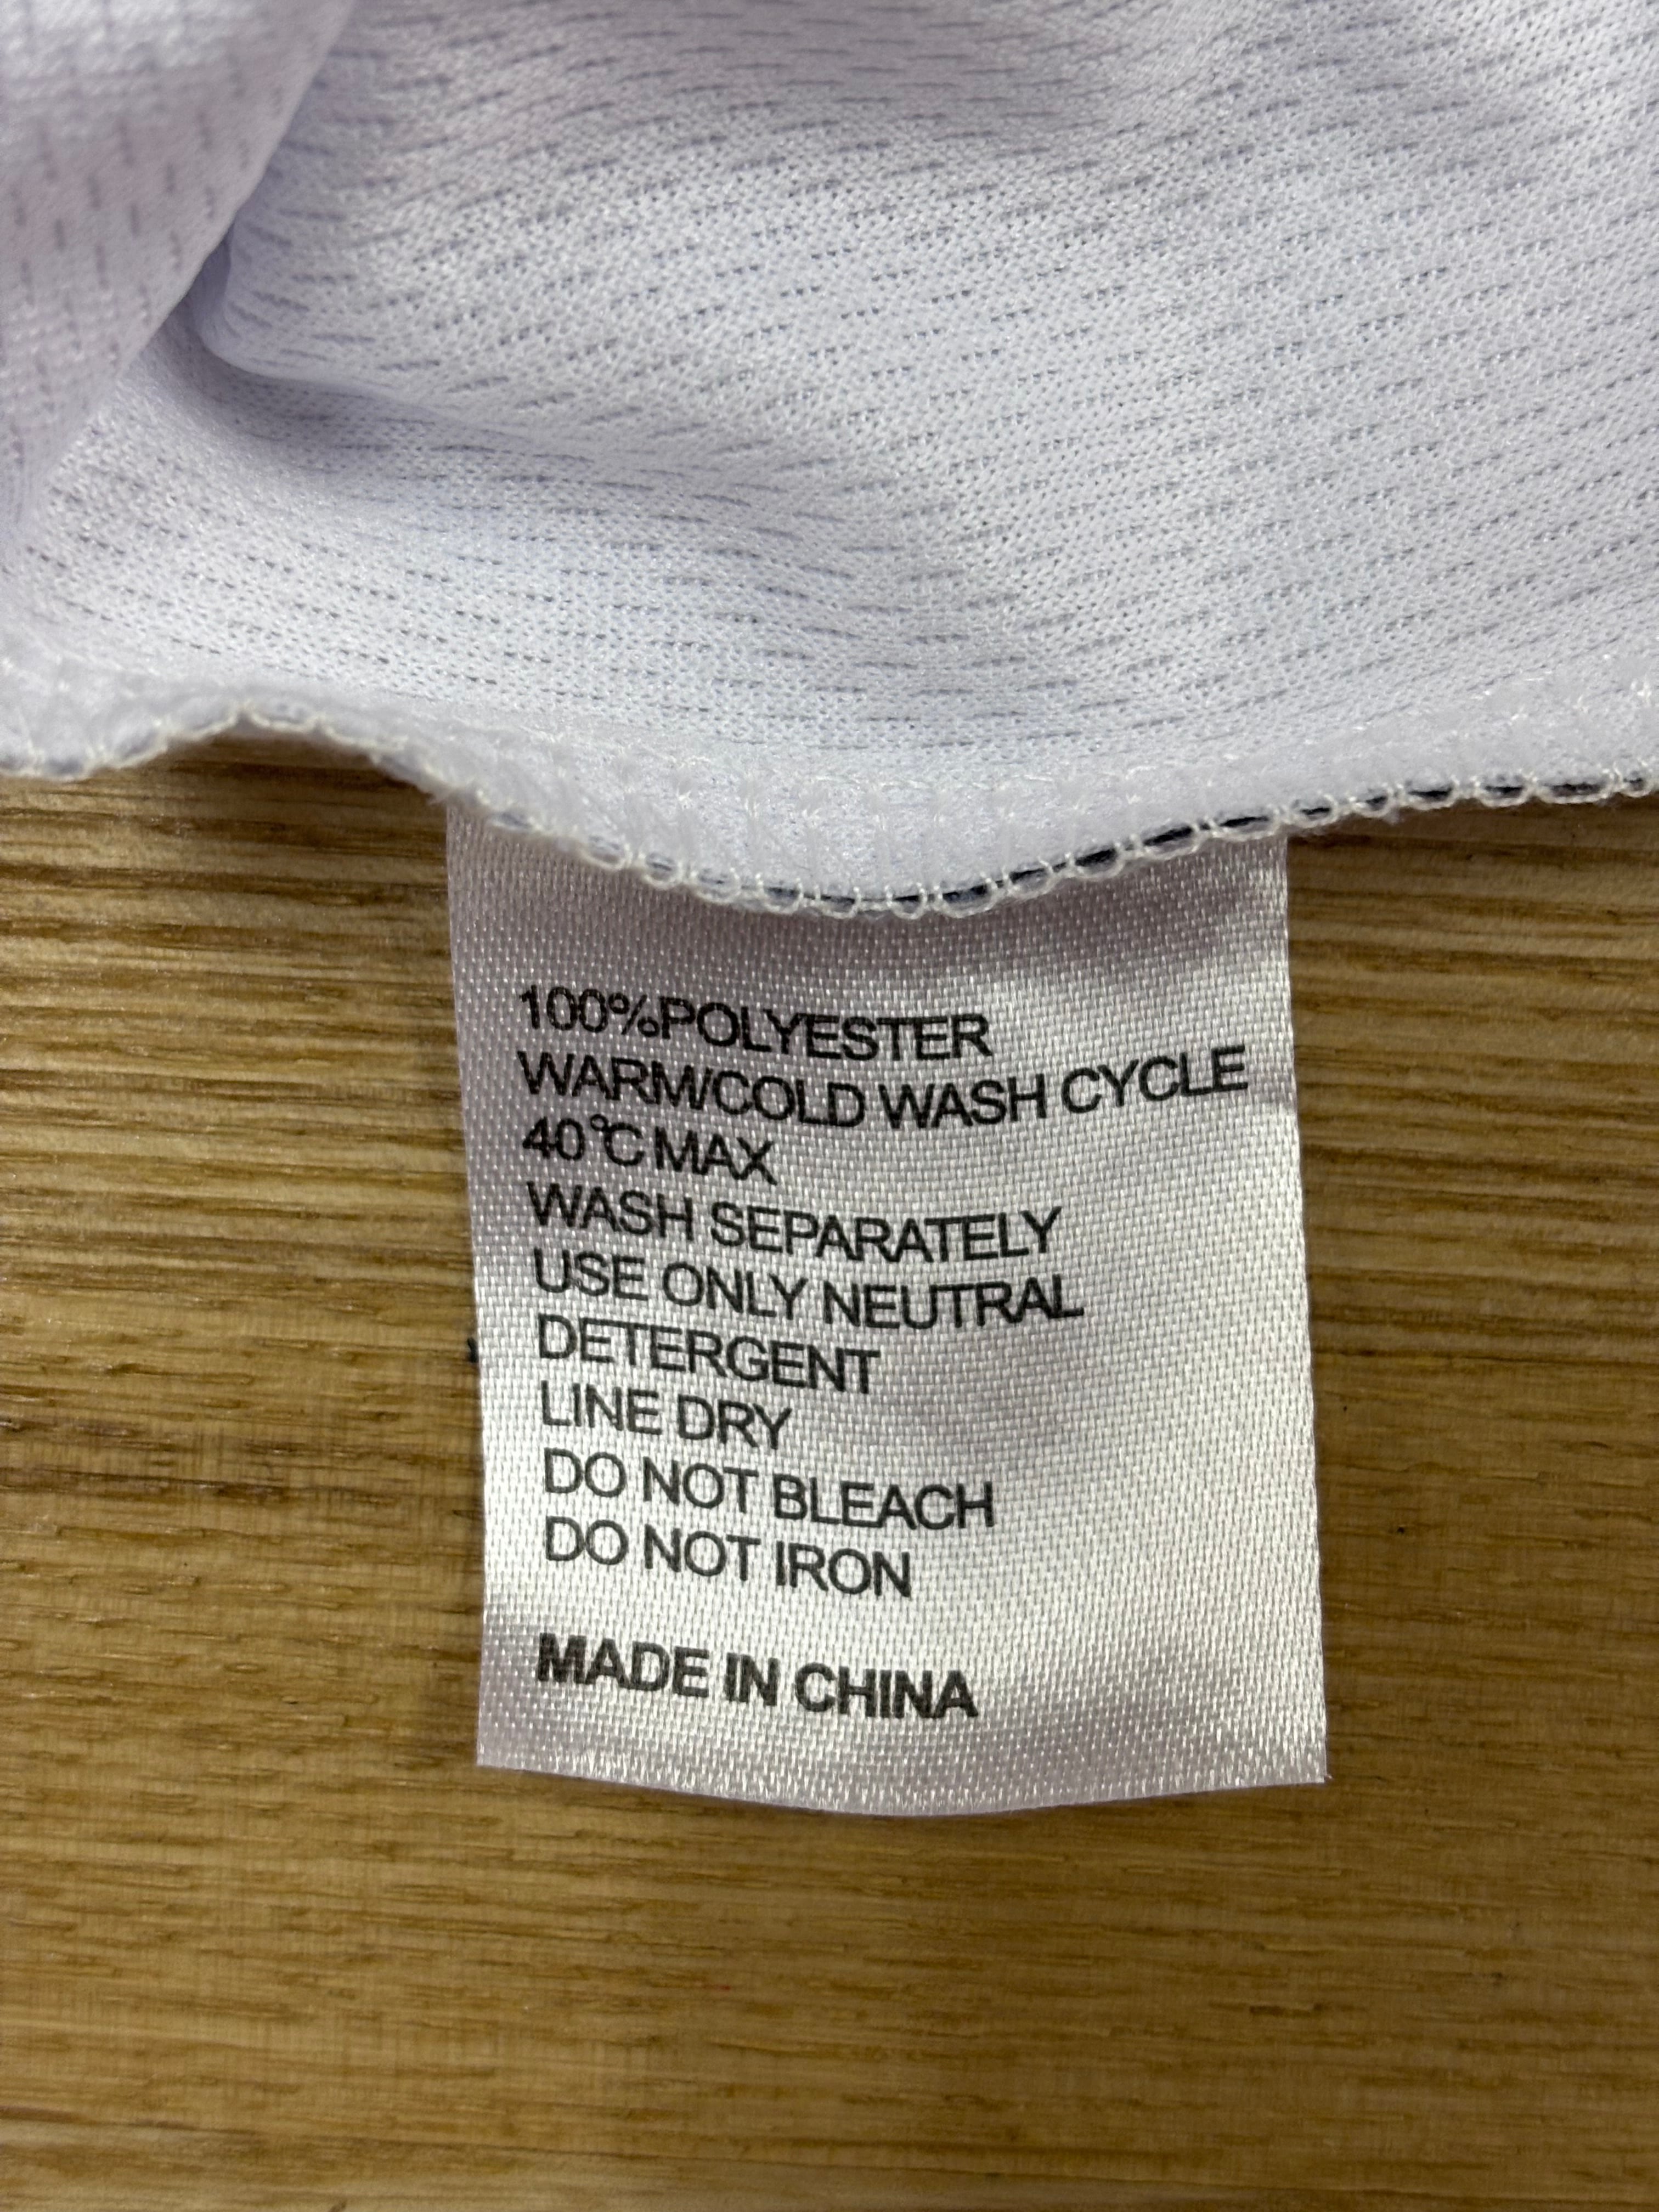 100%POLYESTER
WARM/COLD WASH CYCLE
40℃MAX
WASH SEPARATELY
USE ONLY NEUTRAL
DETERGENT
LINE DRY
DO NOT BLEACH
DO NOT IRON
MADE IN CHINA